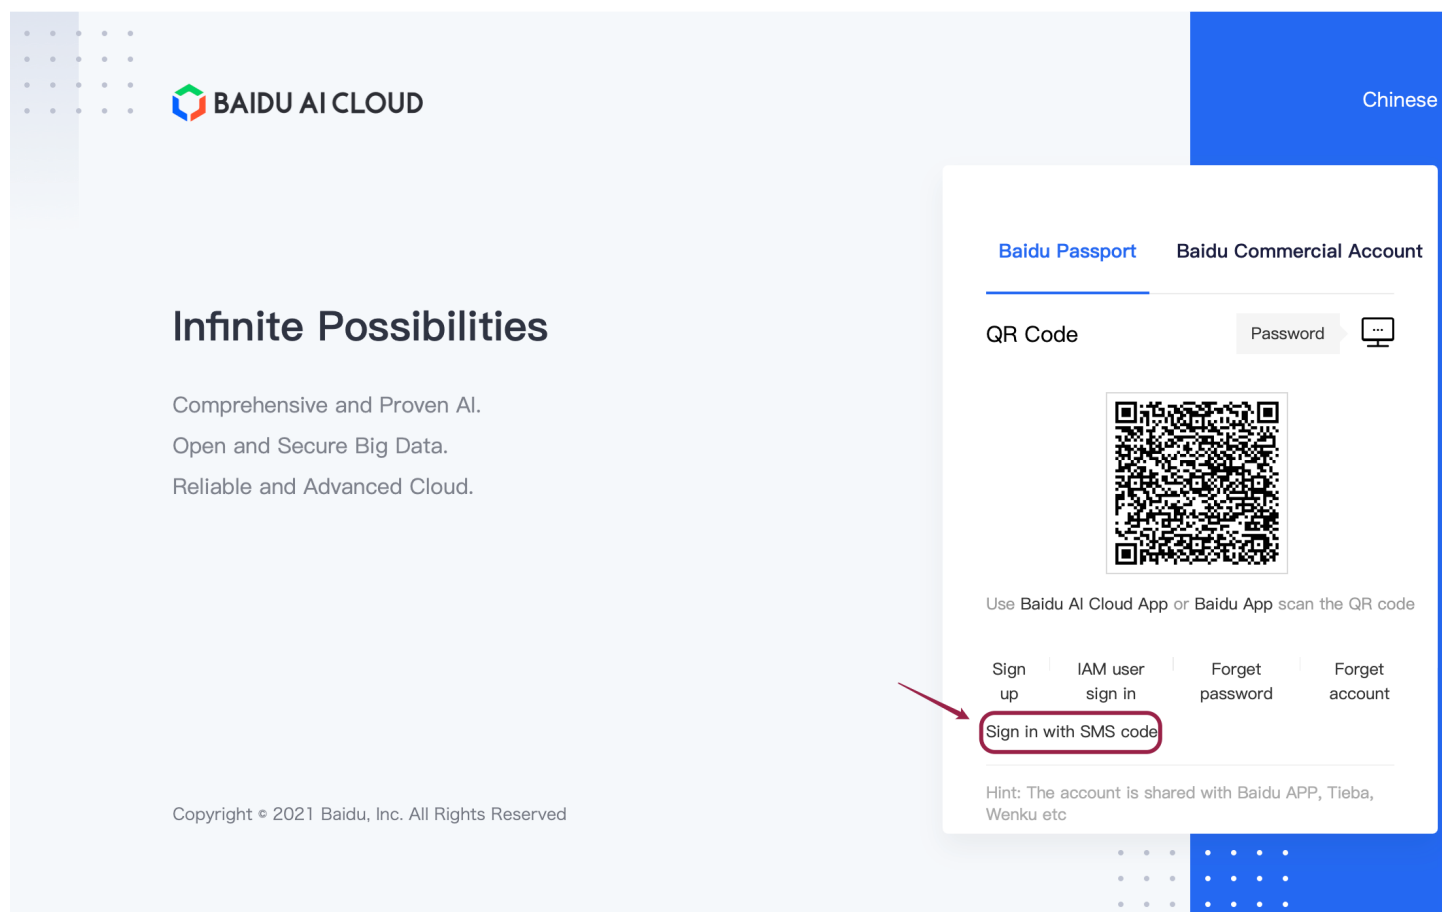 BAIDU AI CLOUD
Chinese
Infinite Possibilities
Comprehensive and Proven AI.
Open and Secure Big Data.
Reliable and Advanced Cloud.
Copyright © 2021 Baidu, Inc. All Rights Reserved
Baidu Passport
Baidu Commercial Account
QR Code
Password
Use Baidu AI Cloud App or Baidu App scan the QR code
Sign up
IAM user sign in
Forget password
Forget account
Sign in with SMS code
Hint: The account is shared with Baidu APP, Tieba,
Wenku etc